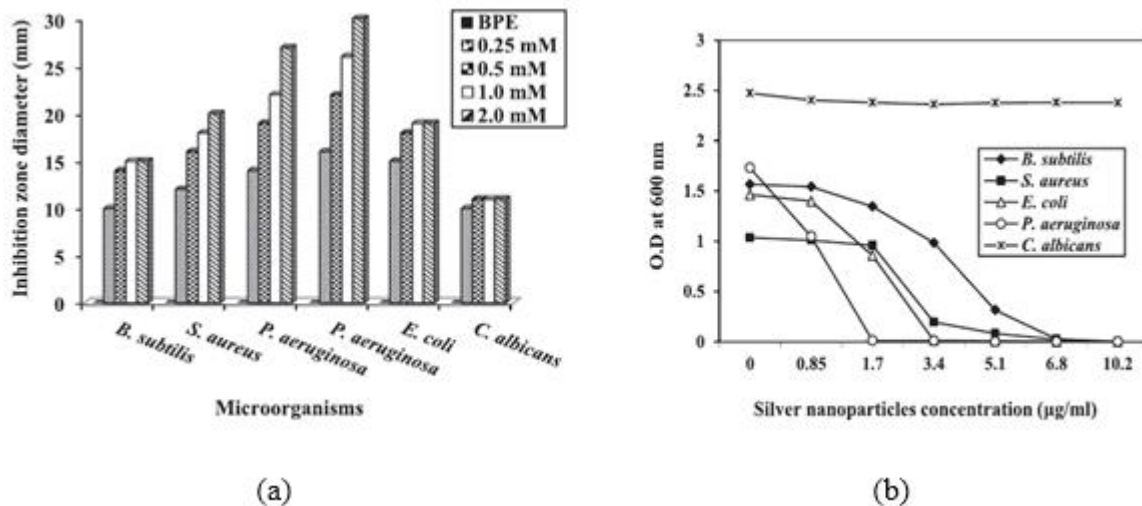 30
25
20
15
10
5
0
Inhibition zone diameter (mm)
BPE
0.25 mM
0.5 mM
1.0 mM
2.0 mM
B. subtilis
S. aureus
P. aeruginosa
P. aeruginosa
E. coli
C. albicans
Microorganisms
(a)
3
2.5
2
1.5
1
0.5
0
O.D at 600 nm
B. subtilis
S. aureus
E. coli
P. aeruginosa
C. albicans
0 0.85 1.7 3.4 5.1 6.8 10.2
Silver nanoparticles concentration (µg/ml)
(b)